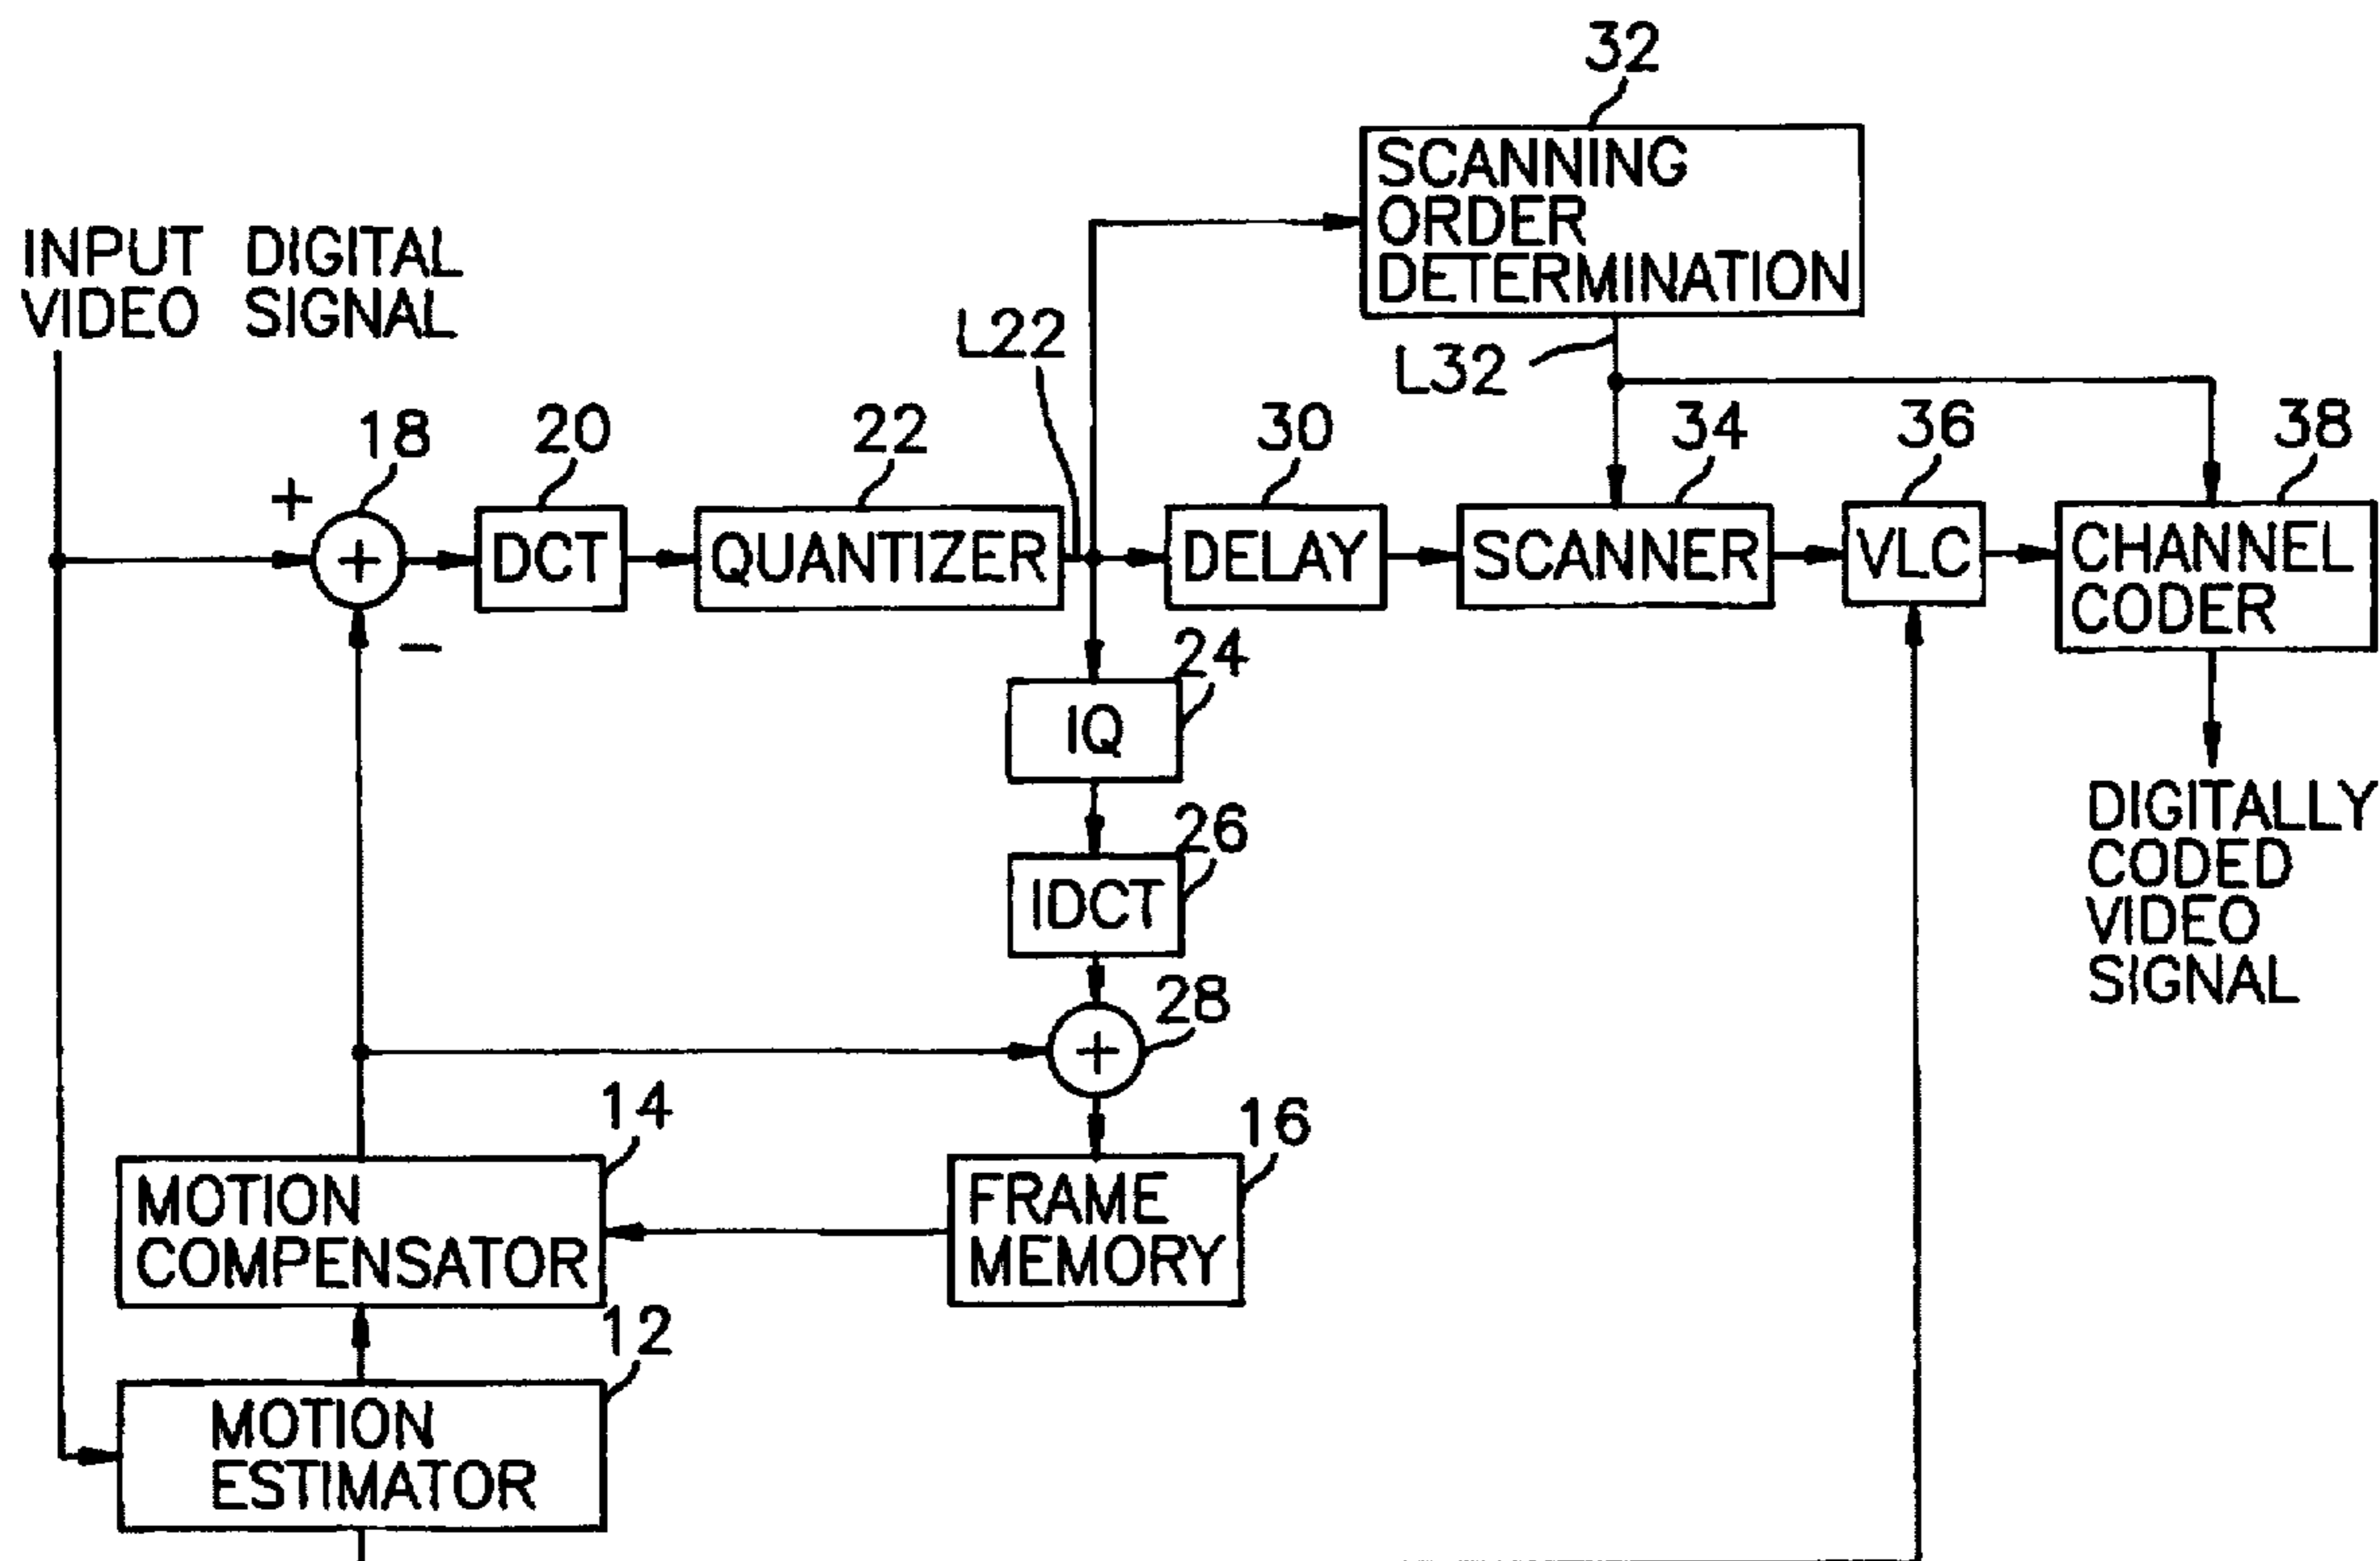 32
SCANNING
ORDER
DETERMINATION
INPUT DIGITAL
VIDEO SIGNAL
L22
L32
18
20
22
30
34
36
38
+
+
DCT
QUANTIZER
DELAY
SCANNER
VLC
CHANNEL
CODER
−
24
IQ
26
IDCT
DIGITALLY
CODED
VIDEO
SIGNAL
28
+
14
16
MOTION
COMPENSATOR
FRAME
MEMORY
12
MOTION
ESTIMATOR